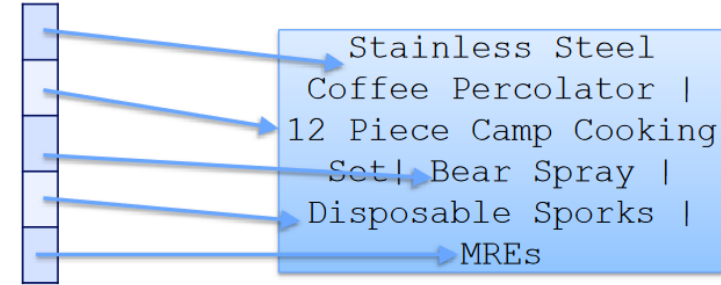 Stainless Steel
Coffee Percolator |
12 Piece Camp Cooking
Set| Bear Spray |
Disposable Sporks |
MREs